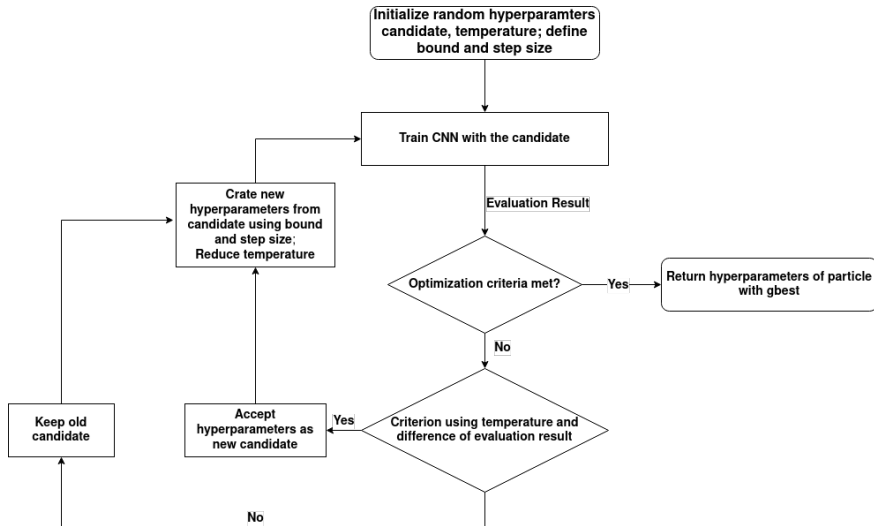 Initialize random hyperparamters
candidate, temperature; define
bound and step size
Train CNN with the candidate
Crate new
hyperparameters from
candidate using bound
and step size;
Reduce temperature
Evaluation Result
Optimization criteria met?
Yes
Return hyperparameters of particle
with gbest
No
Keep old
candidate
Accept
hyperparameters as
new candidate
Yes
Criterion using temperature and
difference of evaluation result
No